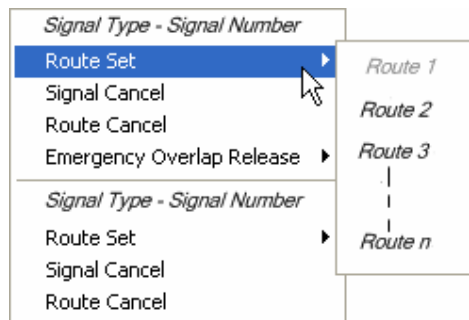 Signal Type - Signal Number
Route Set
Signal Cancel
Route Cancel
Emergency Overlap Release
Signal Type - Signal Number
Route Set
Signal Cancel
Route Cancel
Route 1
Route 2
Route 3
Route n